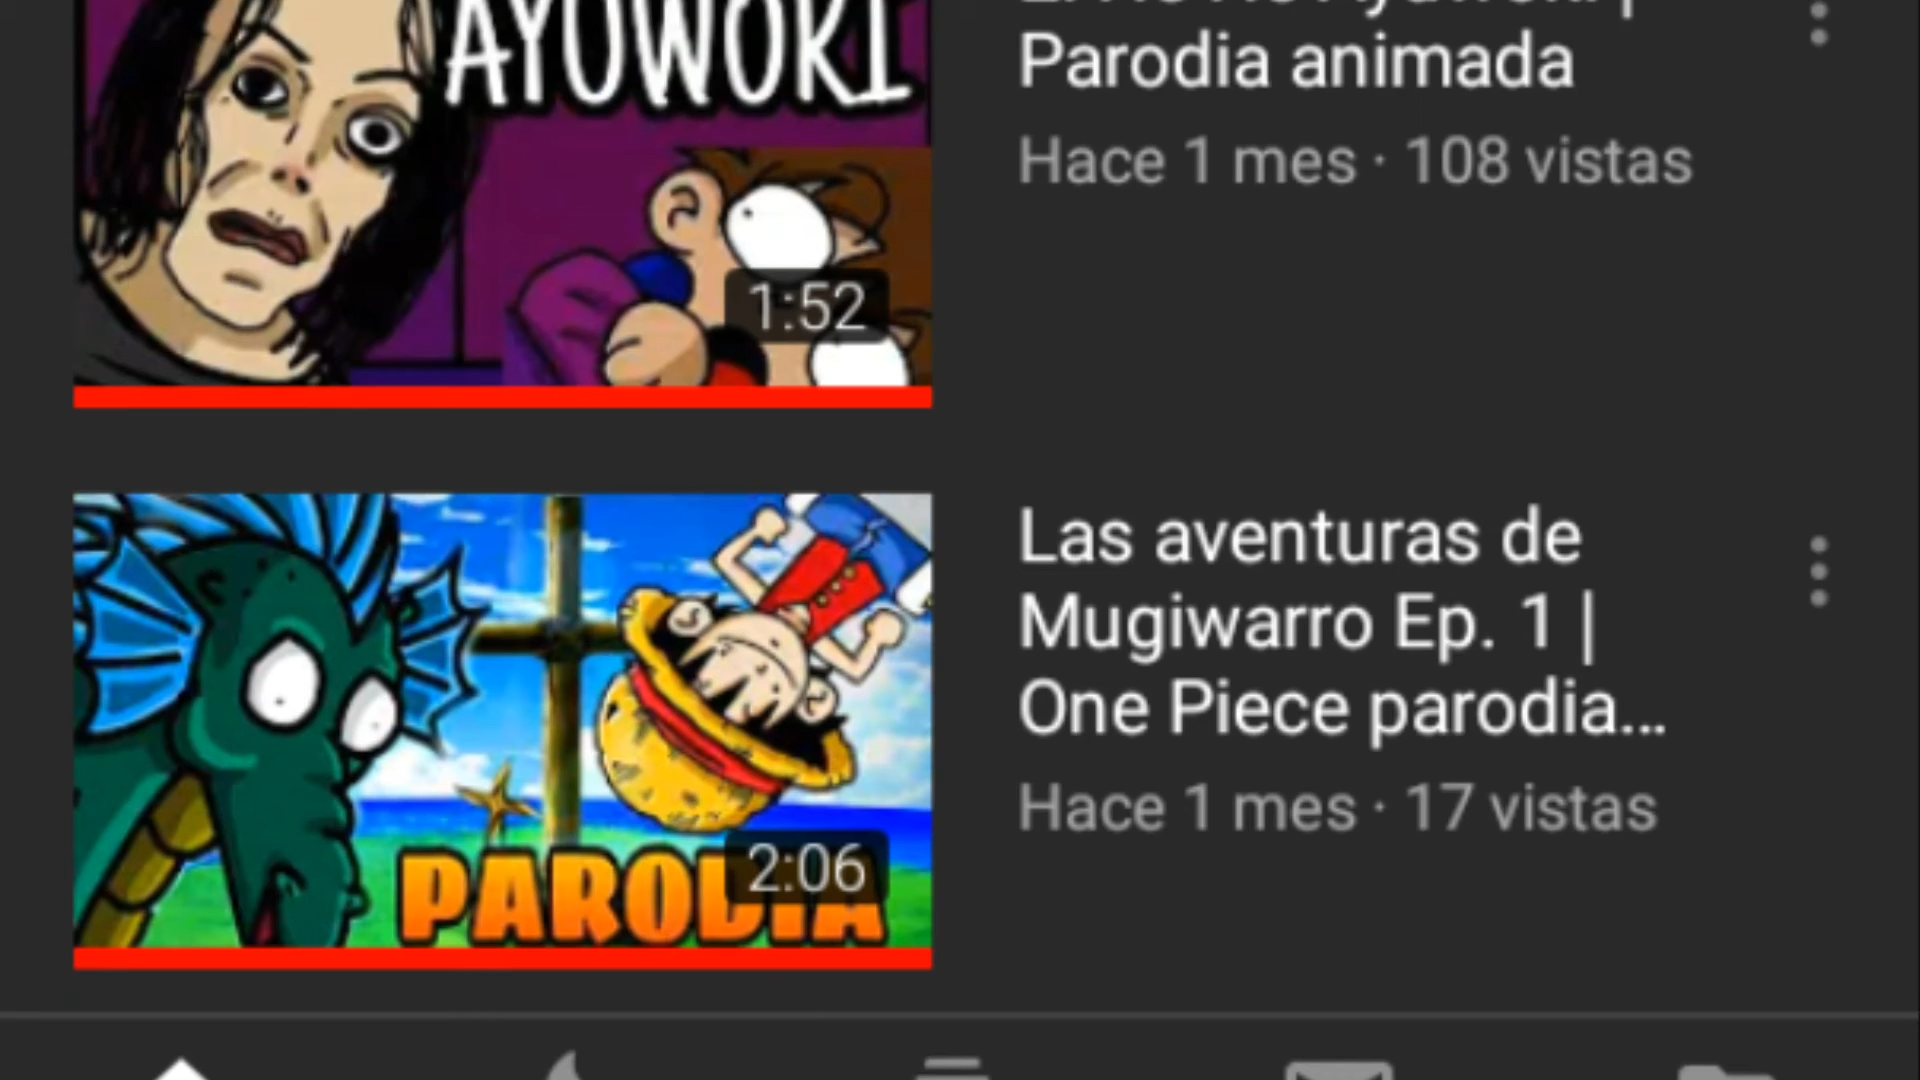 AYUWOKI
Parodia animada
Hace 1 mes · 108 vistas
1:52
Las aventuras de
Mugiwarro Ep. 1 |
One Piece parodia...
Hace 1 mes · 17 vistas
2:06
PARODIA